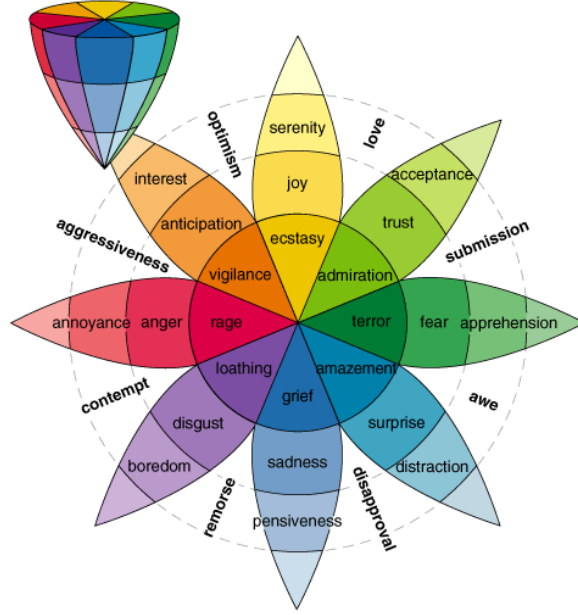 optimism
serenity
love
interest
joy
acceptance
anticipation
trust
aggressiveness
ecstasy
submission
vigilance
admiration
annoyance
anger
rage
terror
fear
apprehension
loathing
amazement
contempt
grief
awe
disgust
surprise
boredom
sadness
distraction
remorse
pensiveness
disapproval